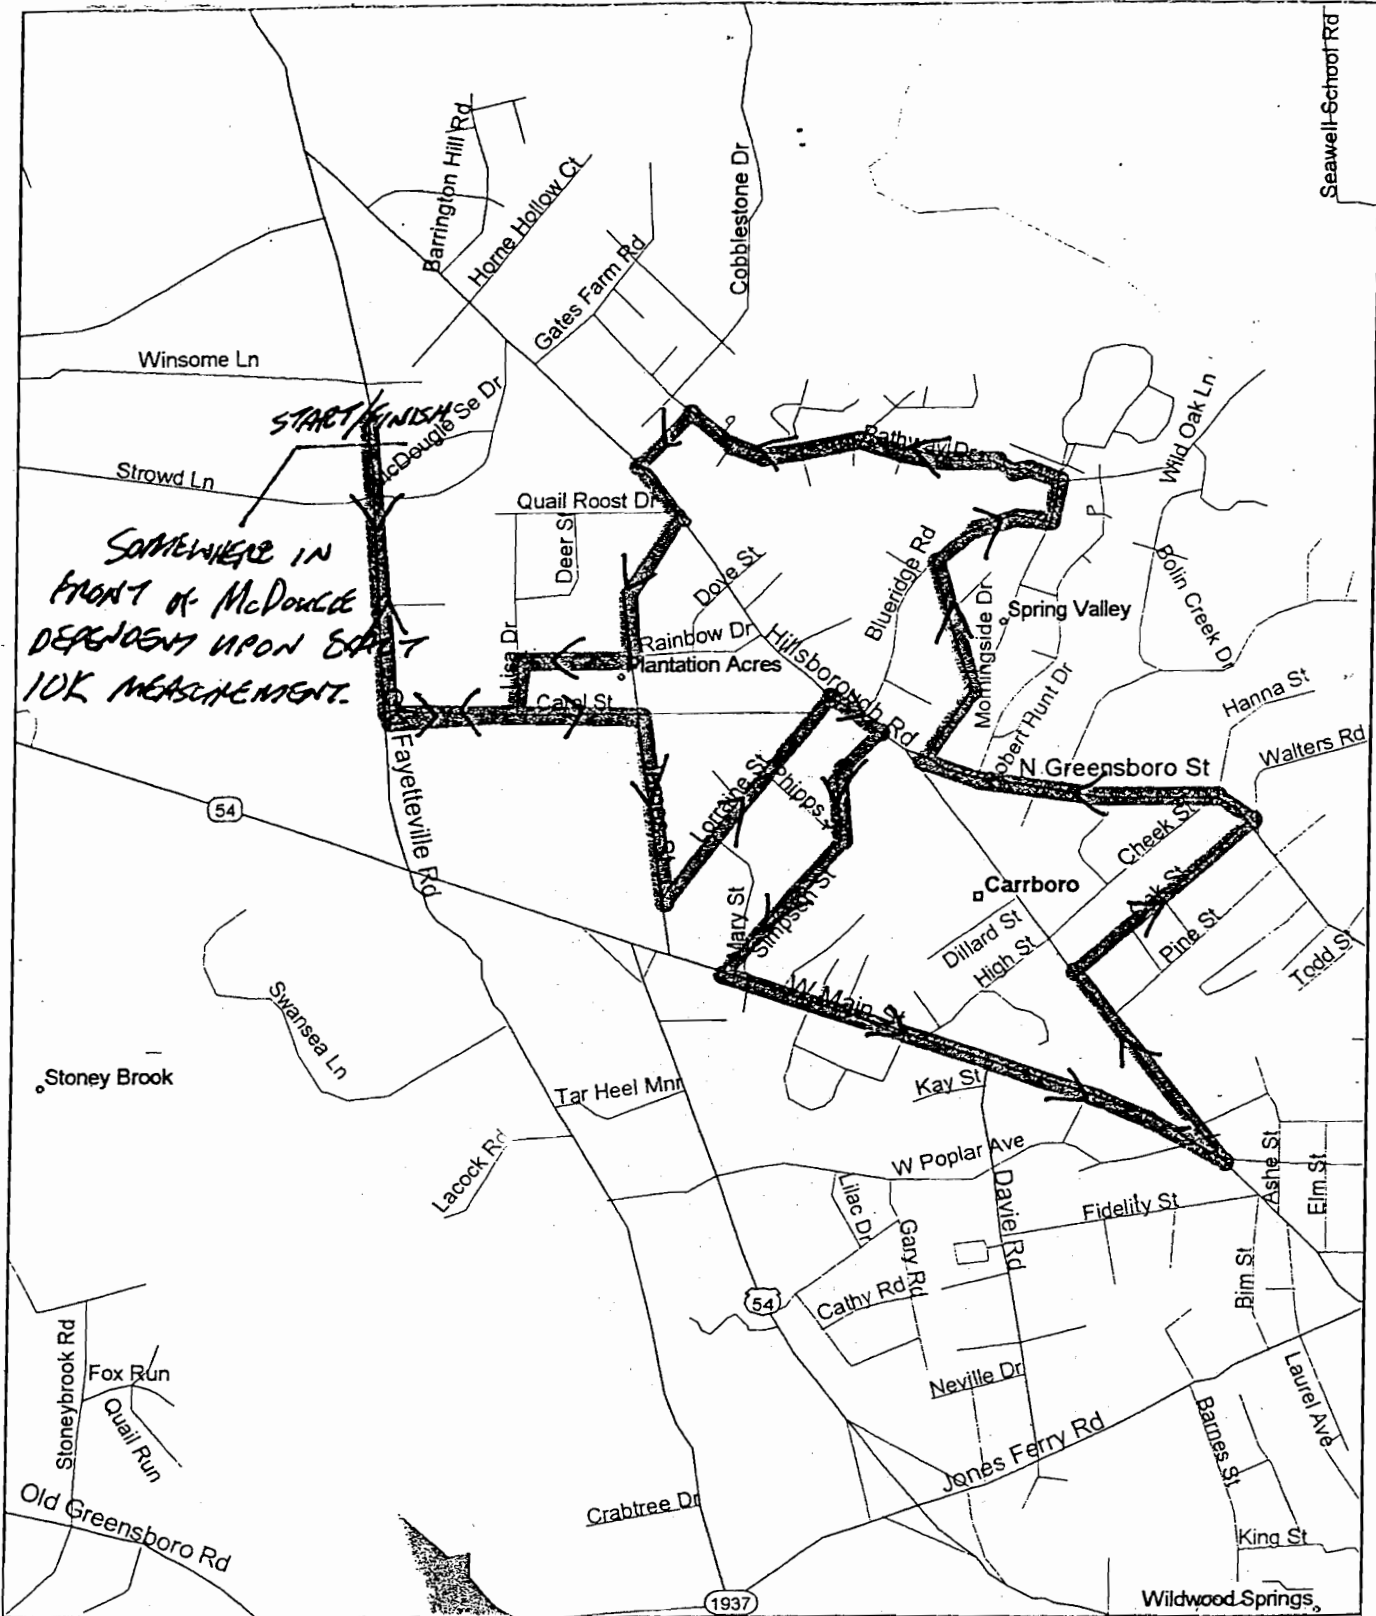 Seawell School Rd
Barrington Hill Rd
Horne Hollow Ct
Cobblestone Dr
Gates Farm Rd
Winsome Ln
START/FINISH
McDougle Se Dr
Strowd Ln
Pathway Dr
Wild Oak Ln
Quail Roost Dr
Deer S
SOMEWHERE IN
FRONT OF McDOUGLE
DEPENDENT UPON EXACT
10K MEASUREMENT.
Dove St
Blueridge Rd
Bolin Creek Dr
Spring Valley
Morningside Dr
Rainbow Dr
Plantation Acres
Lisa Dr
Carol St
Hillsborough Rd
Robert Hunt Dr
Hanna St
Walters Rd
N Greensboro St
Fayetteville Rd
54
Lorraine St
Phipps
Cheek St
Carrboro
Oak St
Mary St
Simpson St
Dillard St
High St
Pine St
Todd St
W Main St
Swansea Ln
Stoney Brook
Tar Heel Mnr
Kay St
Lacock Rd
W Poplar Ave
Ashe St
Elm St
Lilac Dr
Gary Rd
Davie Rd
Fidelity St
Bim St
54
Cathy Rd
Stoneybrook Rd
Fox Run
Quail Run
Neville Dr
Laurel Ave
Barnes St
Jones Ferry Rd
Old Greensboro Rd
Crabtree Dr
King St
1937
Wildwood Springs